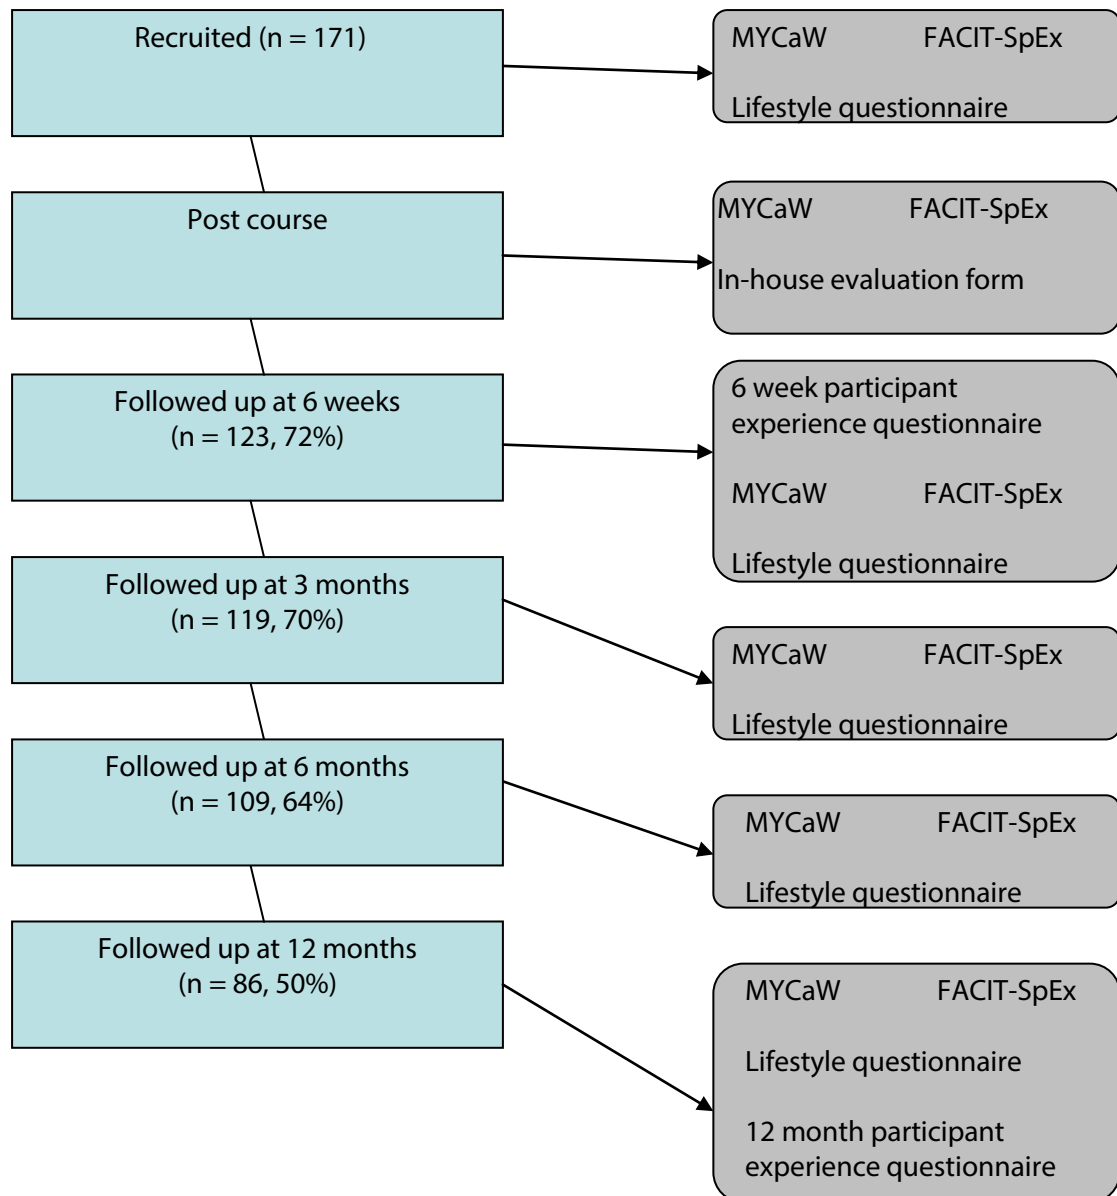 Recruited (n = 171)
MYCaW FACIT-SpEx
Lifestyle questionnaire
Post course
MYCaW FACIT-SpEx
In-house evaluation form
Followed up at 6 weeks
(n = 123, 72%)
6 week participant
experience questionnaire
MYCaW FACIT-SpEx
Lifestyle questionnaire
Followed up at 3 months
(n = 119, 70%)
MYCaW FACIT-SpEx
Lifestyle questionnaire
Followed up at 6 months
(n = 109, 64%)
MYCaW FACIT-SpEx
Lifestyle questionnaire
Followed up at 12 months
(n = 86, 50%)
MYCaW FACIT-SpEx
Lifestyle questionnaire
12 month participant
experience questionnaire